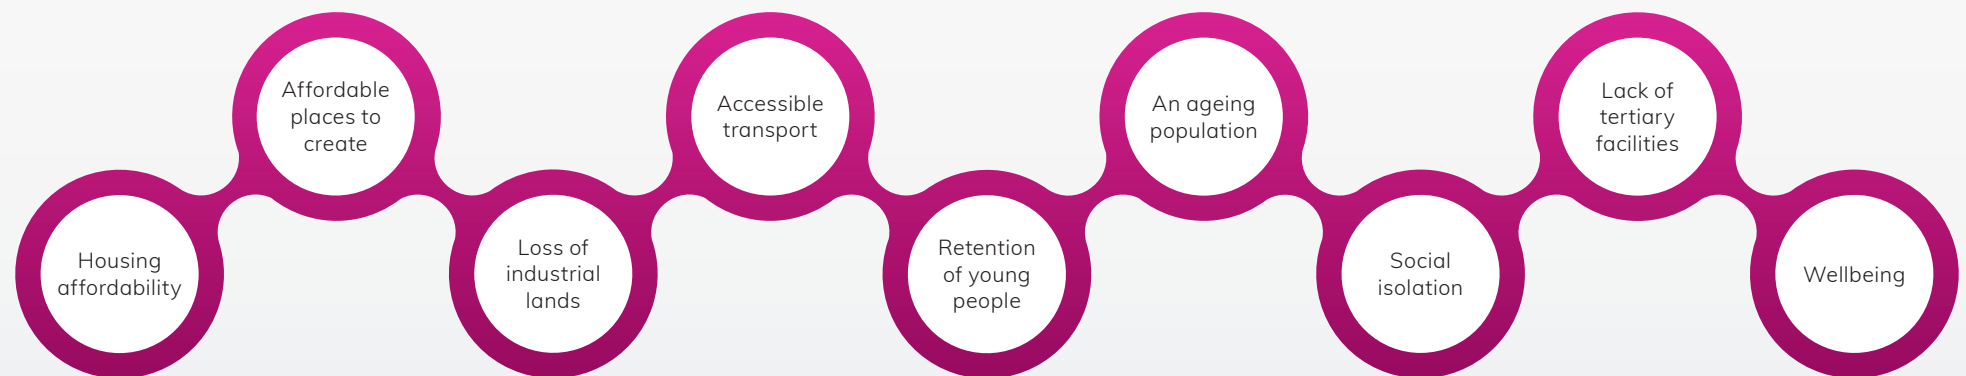 Housing
affordability
Affordable
places to
create
Loss of
industrial
lands
Accessible
transport
Retention
of young
people
An ageing
population
Social
isolation
Lack of
tertiary
facilities
Wellbeing